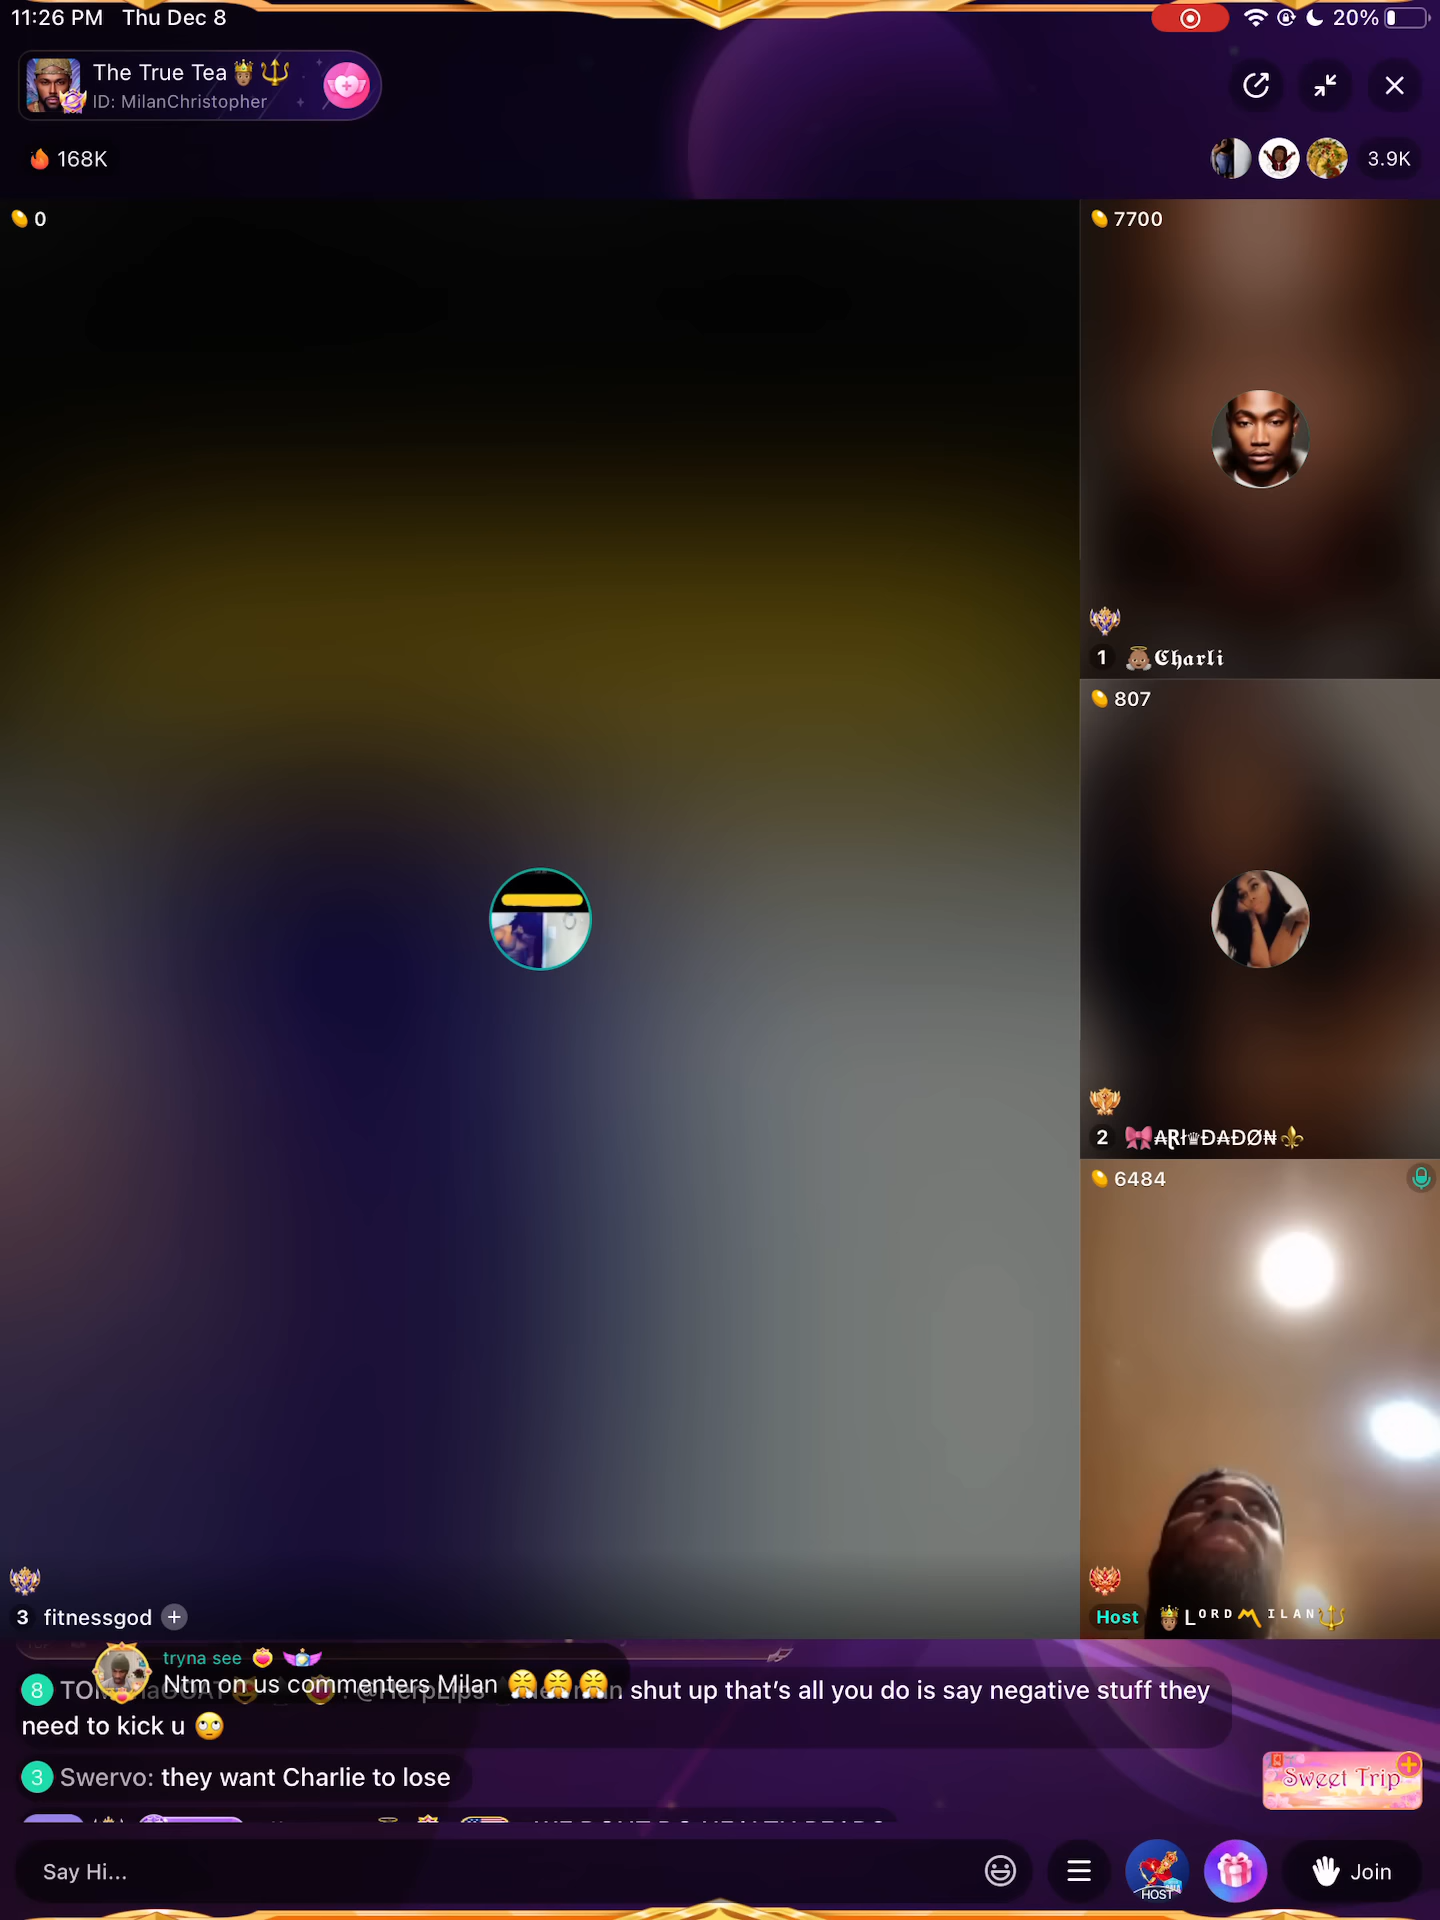 11:26 PM Thu Dec 8 20%
The True Tea🤴🏽🔱
ID: MilanChristopher
🔥 168K
3.9K
0
7700
1 👼🏽𝕮𝖍𝖆𝖗𝖑𝖎
807
2 🎀₳ⱤƗ♛Đ₳ĐØ₦⚜️
6484
Host 🤴🏽Lᴼᴿᴰ〽️ᴵᴸᴬᴺ🔱
3 fitnessgod +
tryna see
Ntm on us commenters Milan 😤😤😤
8 shut up that's all you do is say negative stuff they
need to kick u 🙄
3 Swervo: they want Charlie to lose
Sweet Trip
Say Hi...
HOST
Join